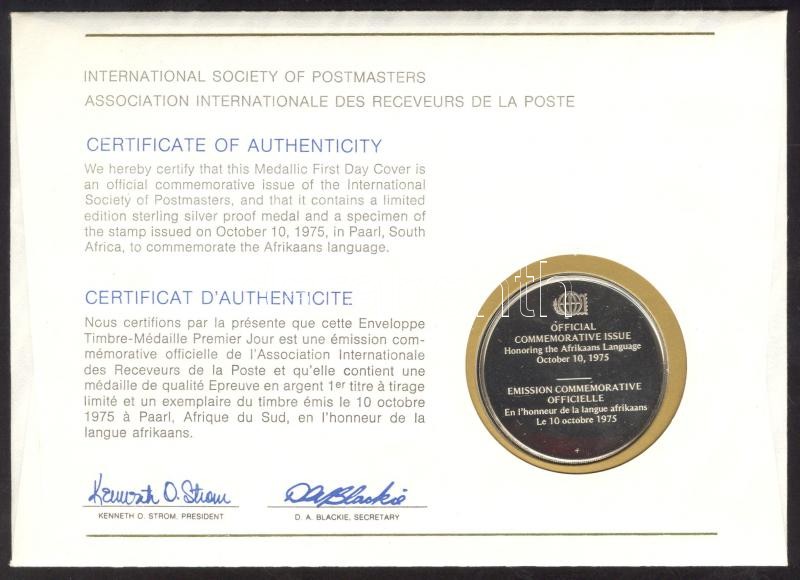 INTERNATIONAL SOCIETY OF POSTMASTERS
ASSOCIATION INTERNATIONALE DES RECEVEURS DE LA POSTE
CERTIFICATE OF AUTHENTICITY
We hereby certify that this Medallic First Day Cover is
an official commemorative issue of the International
Society of Postmasters, and that it contains a limited
edition sterling silver proof medal and a specimen of
the stamp issued on October 10, 1975, in Paarl, South
Africa, to commemorate the Afrikaans language.
CERTIFICAT D'AUTHENTICITE
Nous certifions par la présente que cette Enveloppe
Timbre-Médaille Premier Jour est une émission com-
mémorative officielle de l'Association Internationale
des Receveurs de la Poste et qu'elle contient une
médaille de qualité Epreuve en argent 1er titre à tirage
limité et un exemplaire du timbre émis le 10 octobre
1975 à Paarl, Afrique du Sud, en l'honneur de la
langue afrikaans.
Kenneth O. Strom
KENNETH O. STROM, PRESIDENT
D A Blackie
D. A. BLACKIE, SECRETARY
OFFICIAL
COMMEMORATIVE ISSUE
Honoring the Afrikaans Language
October 10, 1975
EMISSION COMMEMORATIVE
OFFICIELLE
En l'honneur de la langue afrikaans
Le 10 octobre 1975